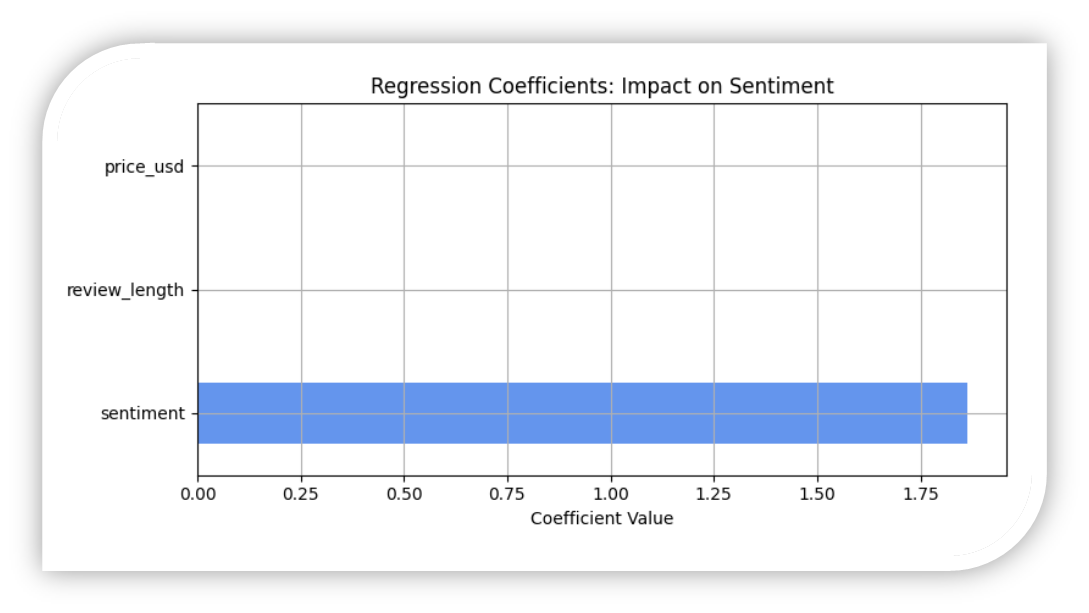 Regression Coefficients: Impact on Sentiment
price_usd
review_length
sentiment
0.00 0.25 0.50 0.75 1.00 1.25 1.50 1.75
Coefficient Value